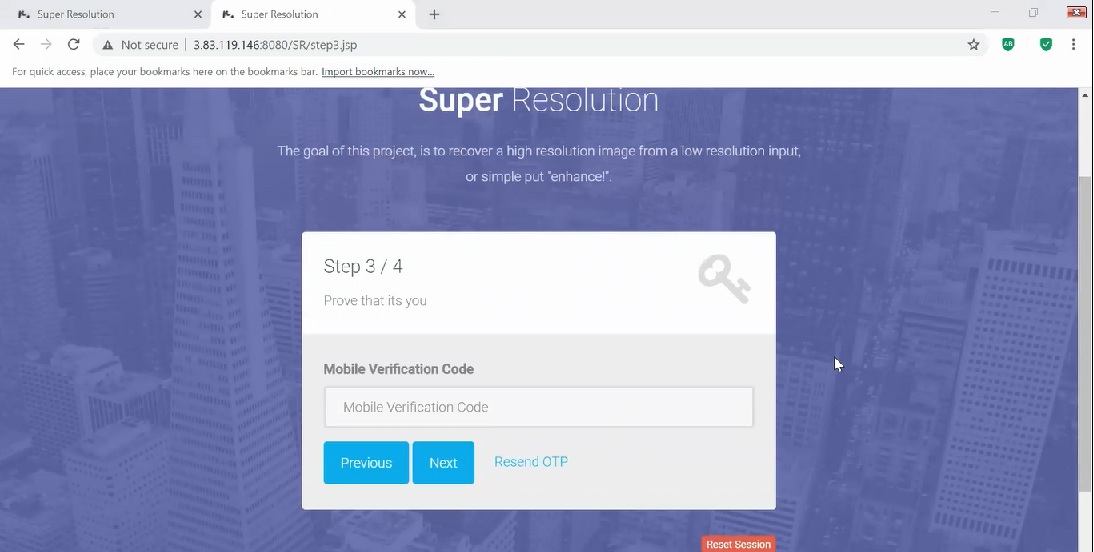 Super Resolution
Super Resolution
Not secure
3.83.119.146:8080/SR/step3.jsp
For quick access, place your bookmarks here on the bookmarks bar. Import bookmarks now...
Super Resolution
The goal of this project, is to recover a high resolution image from a low resolution input,
or simple put "enhance!".
Step 3 / 4
Prove that its you
Mobile Verification Code
Mobile Verification Code
Previous Next Resend OTP
Reset Session